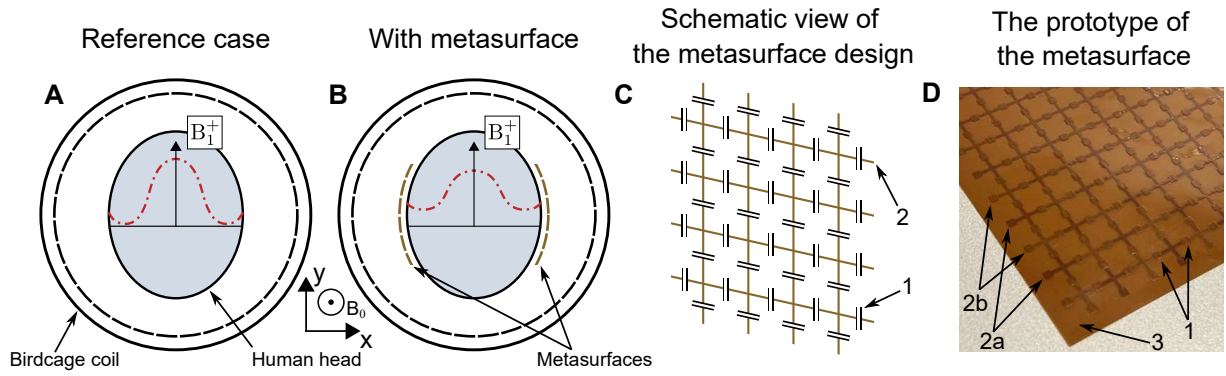 Reference case
With metasurface
Schematic view of
the metasurface design
The prototype of
the metasurface
A
B
C
D
B₁⁺
B₁⁺
2
1
y
B₀
x
Birdcage coil
Human head
Metasurfaces
2b
2a
3
1